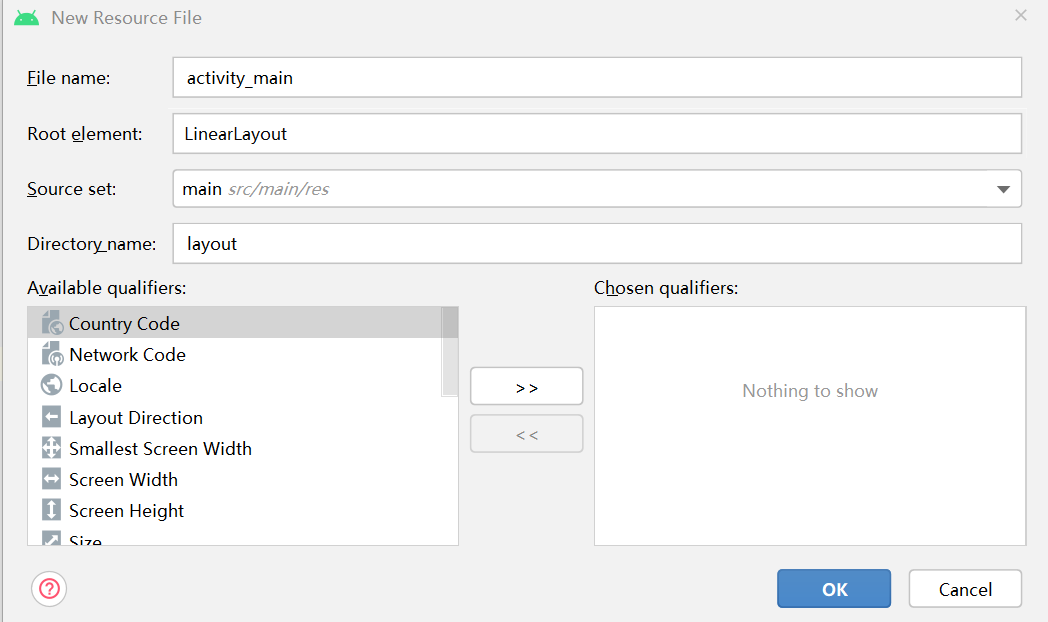 New Resource File
File name: activity_main
Root element: LinearLayout
Source set: main src/main/res
Directory name: layout
Available qualifiers: Chosen qualifiers:
Country Code
Network Code
Locale
Layout Direction
Smallest Screen Width
Screen Width
Screen Height
Size
>>
<<
Nothing to show
?
OK Cancel